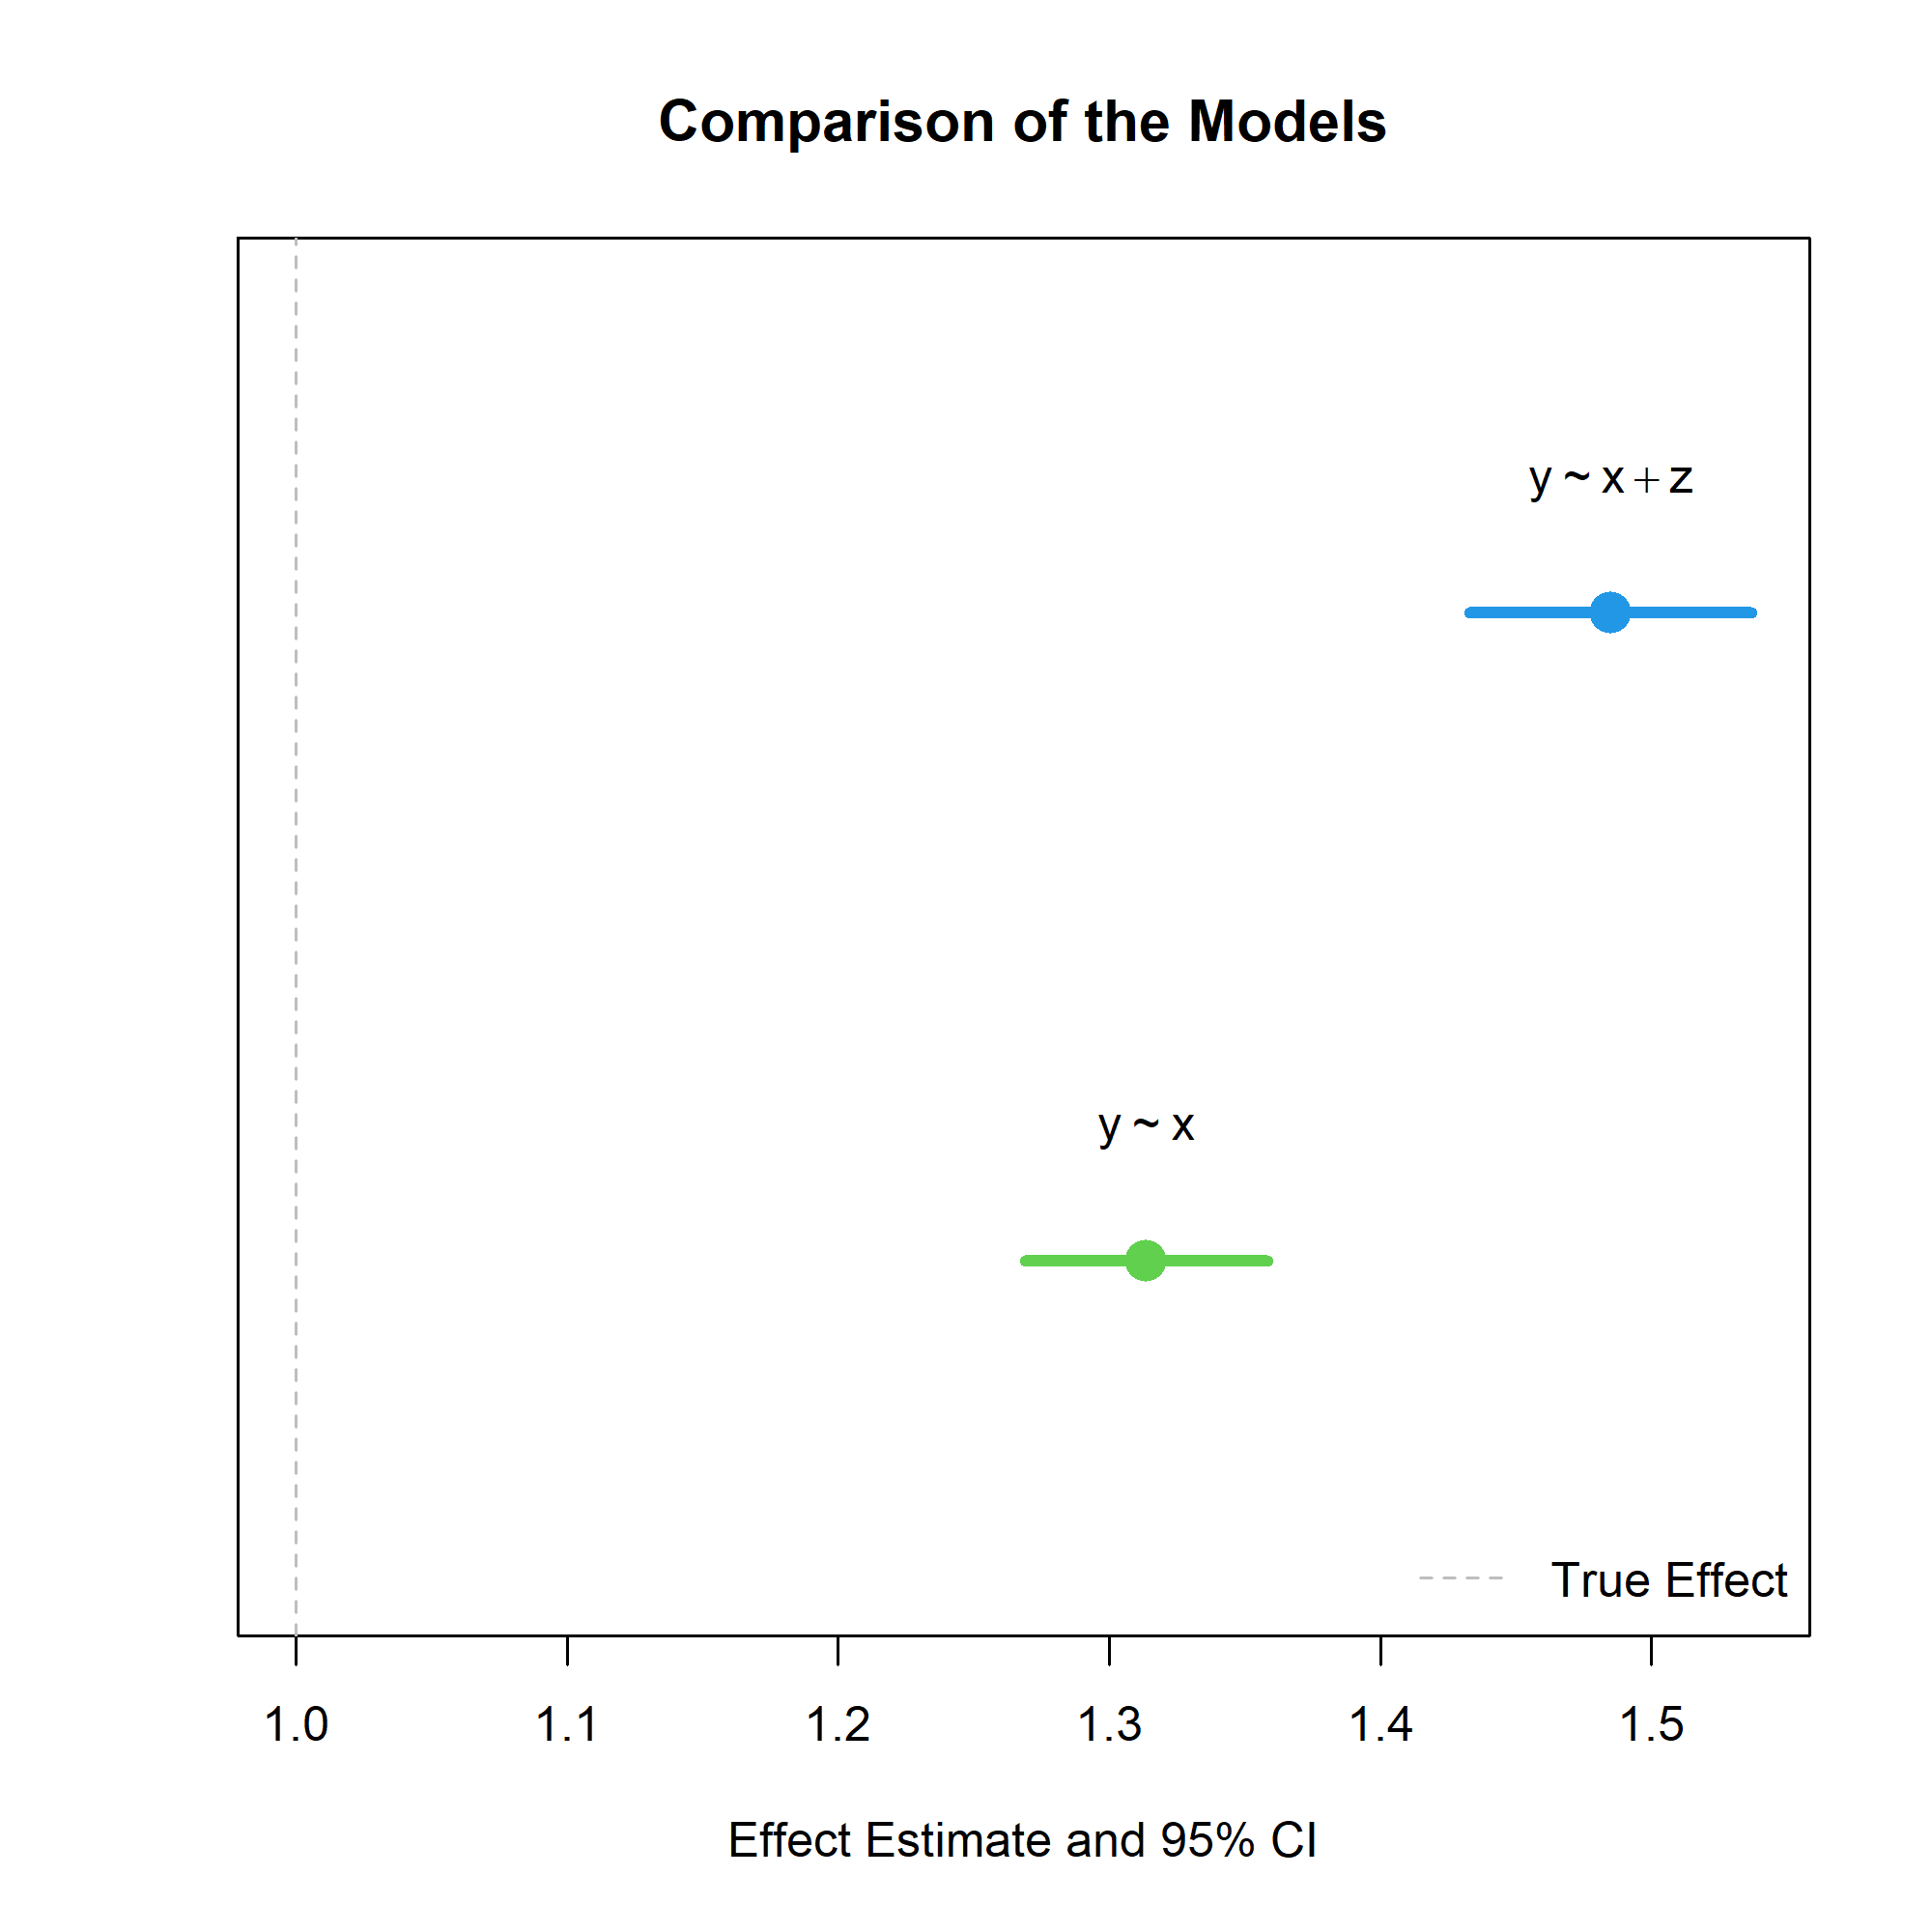 Comparison of the Models
y ~ x + z
y ~ x
True Effect
1.0 1.1 1.2 1.3 1.4 1.5
Effect Estimate and 95% CI